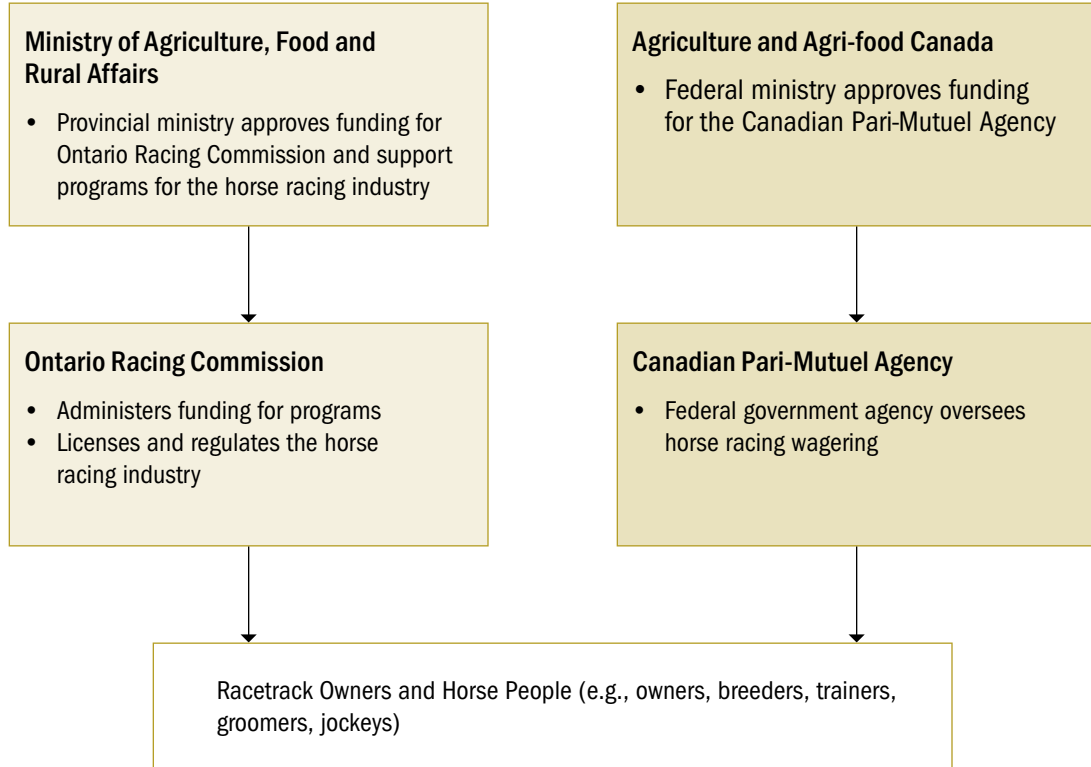 Ministry of Agriculture, Food and
Rural Affairs
• Provincial ministry approves funding for
Ontario Racing Commission and support
programs for the horse racing industry
Agriculture and Agri-food Canada
• Federal ministry approves funding
for the Canadian Pari-Mutuel Agency
Ontario Racing Commission
• Administers funding for programs
• Licenses and regulates the horse
racing industry
Canadian Pari-Mutuel Agency
• Federal government agency oversees
horse racing wagering
Racetrack Owners and Horse People (e.g., owners, breeders, trainers,
groomers, jockeys)